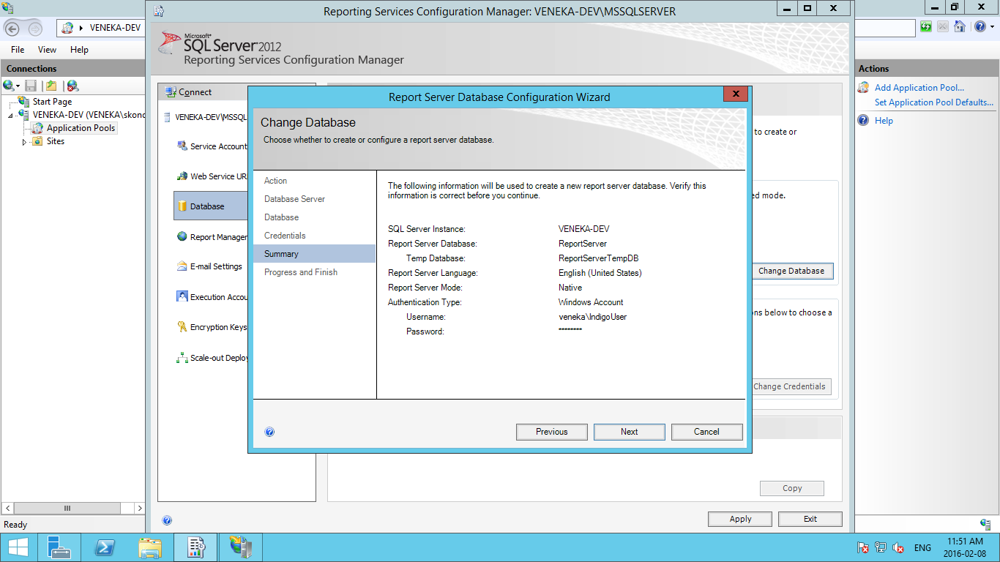 Reporting Services Configuration Manager: VENEKA-DEV\MSSQLSERVER
VENEKA-DEV
File View Help
Connections
Start Page
VENEKA-DEV (VENEKA\skond
Application Pools
Sites
Ready
Microsoft®
SQL Server 2012
Reporting Services Configuration Manager
Connect
VENEKA-DEV\MSSQL
Service Account
Web Service UR
Database
Report Manager
E-mail Settings
Execution Accou
Encryption Keys
Scale-out Deploy
Report Server Database Configuration Wizard
Change Database
Choose whether to create or configure a report server database.
Action
Database Server
Database
Credentials
Summary
Progress and Finish
The following information will be used to create a new report server database. Verify this
information is correct before you continue.
SQL Server Instance: VENEKA-DEV
Report Server Database: ReportServer
Temp Database: ReportServerTempDB
Report Server Language: English (United States)
Report Server Mode: Native
Authentication Type: Windows Account
Username: veneka\IndigoUser
Password: ********
Previous Next Cancel
to create or
ed mode.
Change Database
ons below to choose a
Change Credentials
Copy
Apply Exit
Actions
Add Application Pool...
Set Application Pool Defaults...
Help
ENG
11:51 AM
2016-02-08